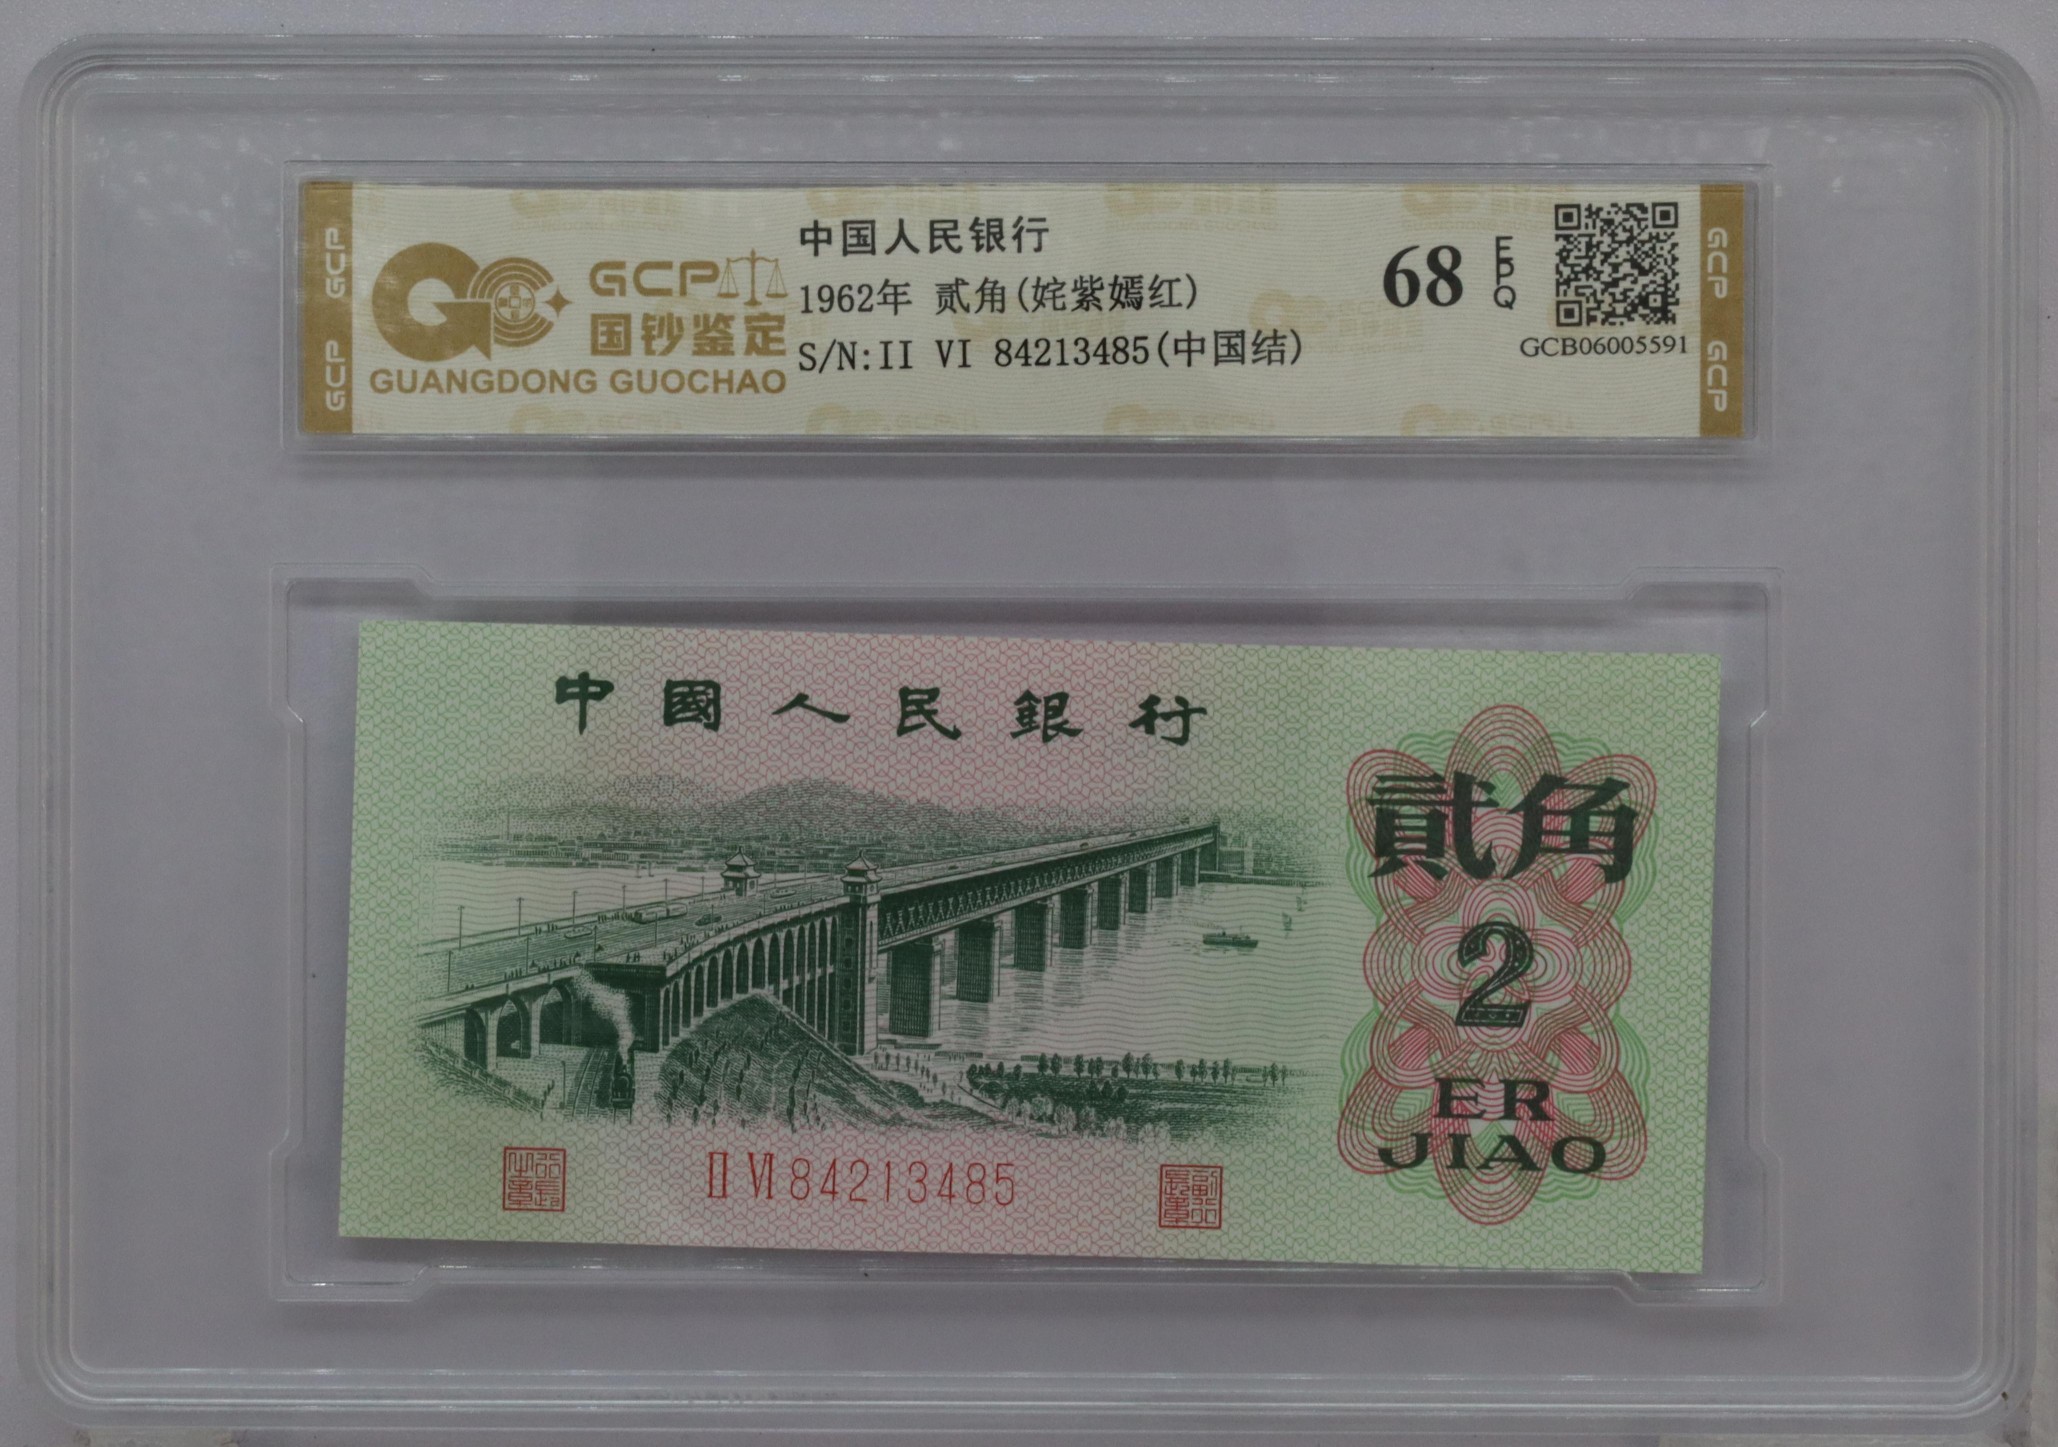 GCP
GCP
GCP
国钞鉴定
GUANGDONG GUOCHAO
中国人民银行
1962年 贰角(姹紫嫣红)
S/N:II VI 84213485(中国结)
68
EPQ
GCB06005591
GCP
GCP
中國人民銀行
貳角
2
ER
JIAO
II VI 84213485